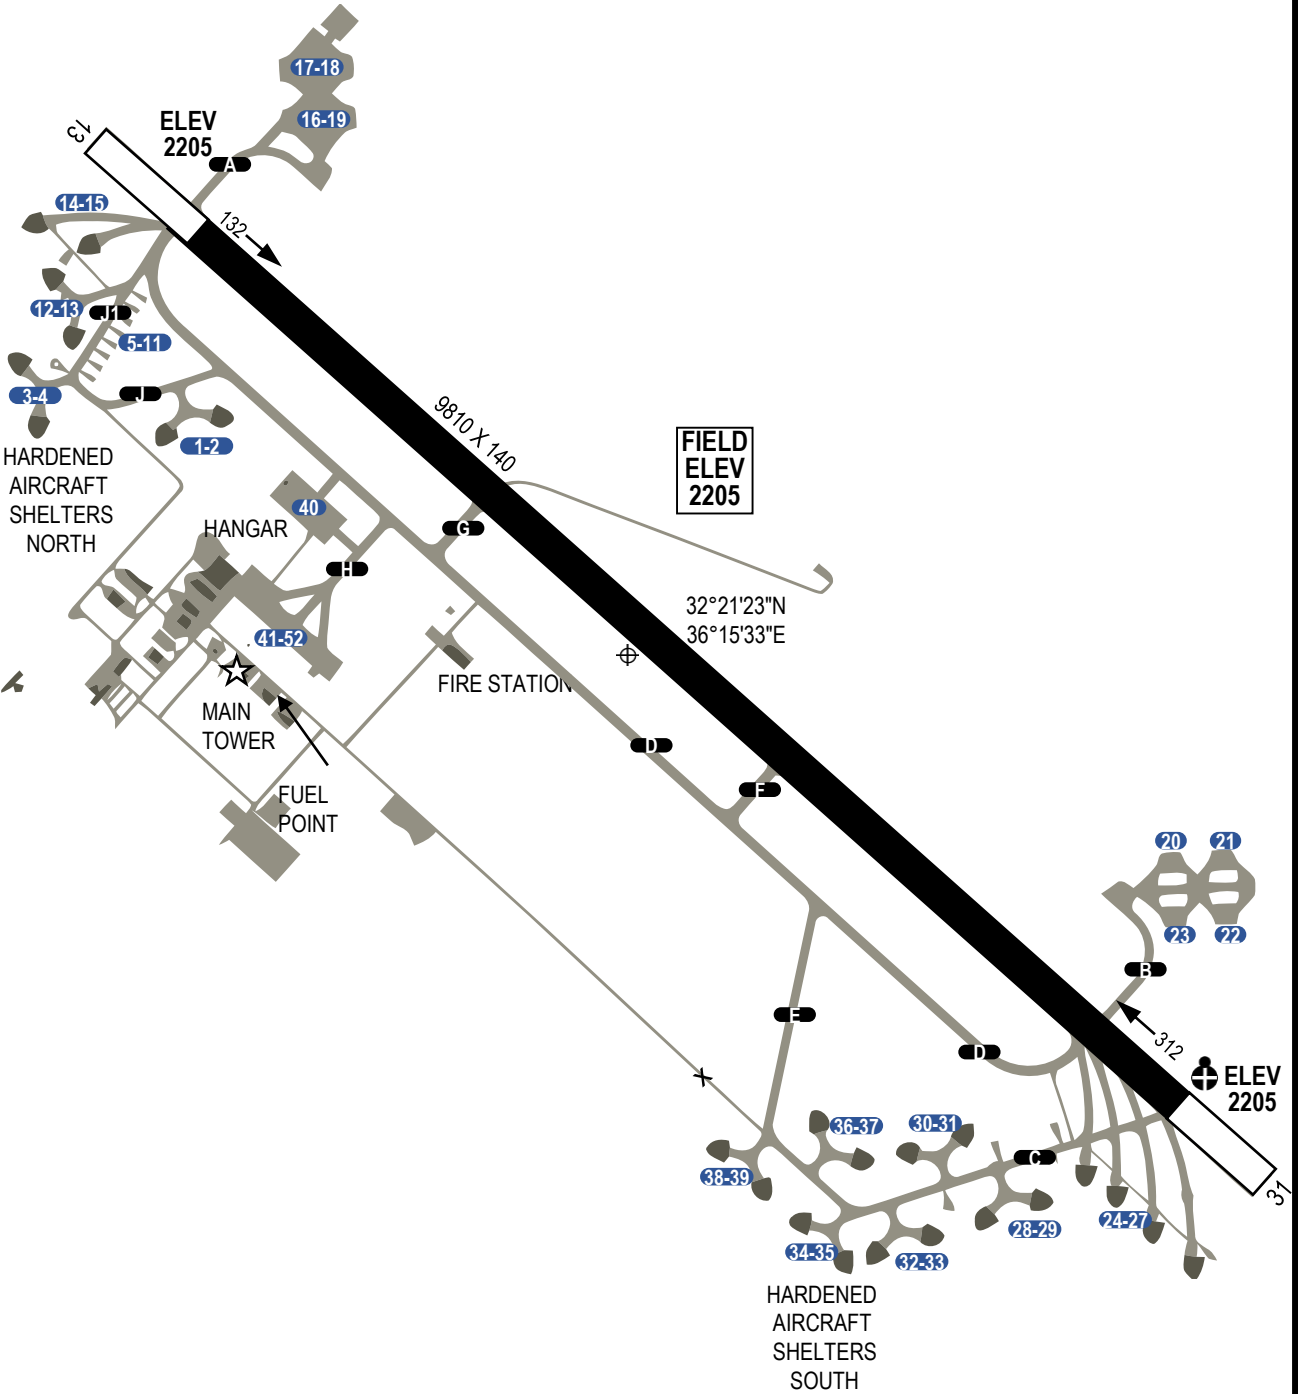 17-18
16-19
ELEV
2205
A
13
14-15
132
12-13
J1
5-11
3-4
J
1-2
9810 X 140
FIELD
ELEV
2205
HARDENED
AIRCRAFT
SHELTERS
NORTH
40
HANGAR
G
H
32°21'23"N
36°15'33"E
41-52
FIRE STATION
MAIN
TOWER
D
F
FUEL
POINT
20
21
23
22
B
E
D
312
ELEV
2205
X
36-37
30-31
C
38-39
31
24-27
28-29
34-35
32-33
HARDENED
AIRCRAFT
SHELTERS
SOUTH